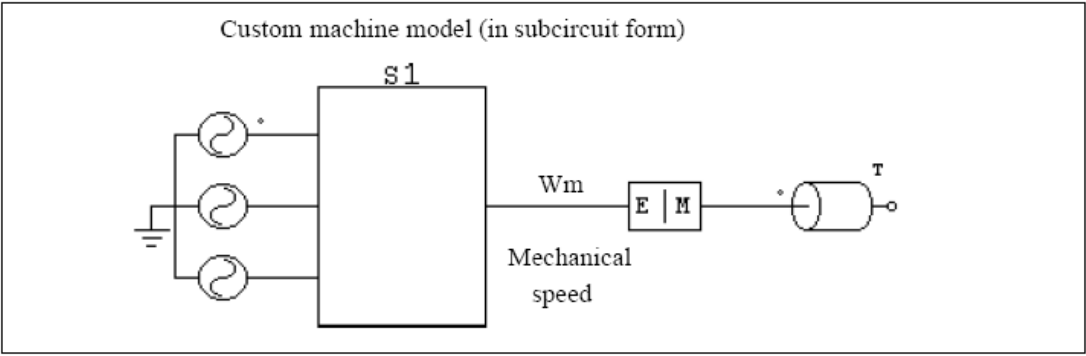 Custom machine model (in subcircuit form)
S1
Wm
E | M
T
Mechanical
speed